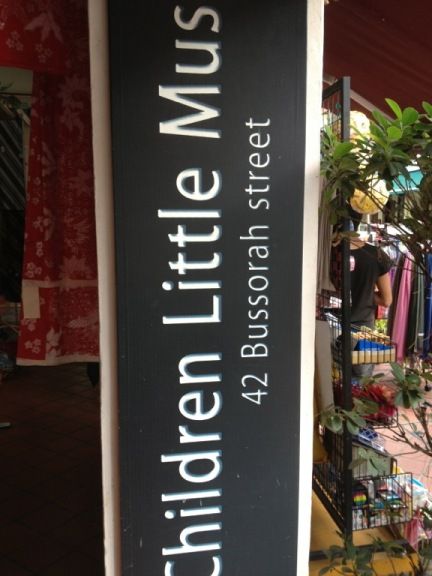 Children Little Mus
42 Bussorah street